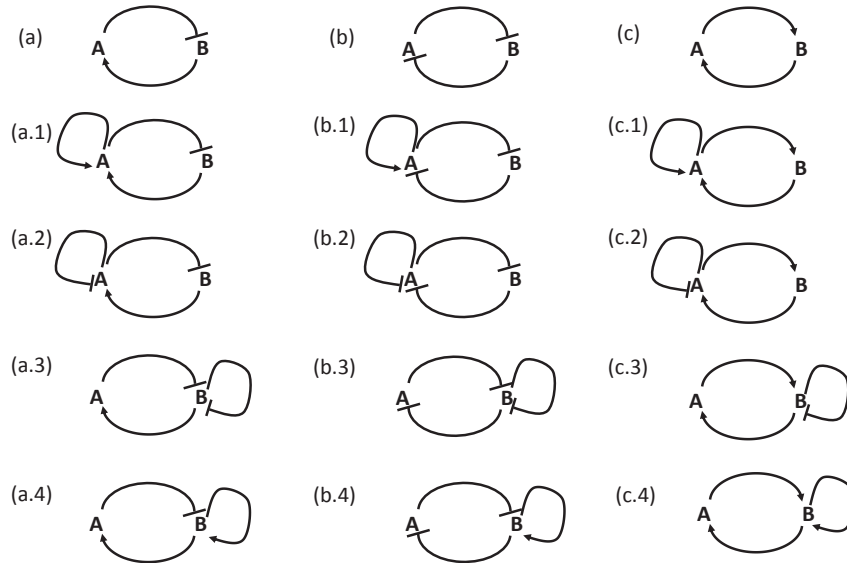 (a) A B (b) A B (c) A B
(a.1) A B (b.1) A B (c.1) A B
(a.2) A B (b.2) A B (c.2) A B
(a.3) A B (b.3) A B (c.3) A B
(a.4) A B (b.4) A B (c.4) A B